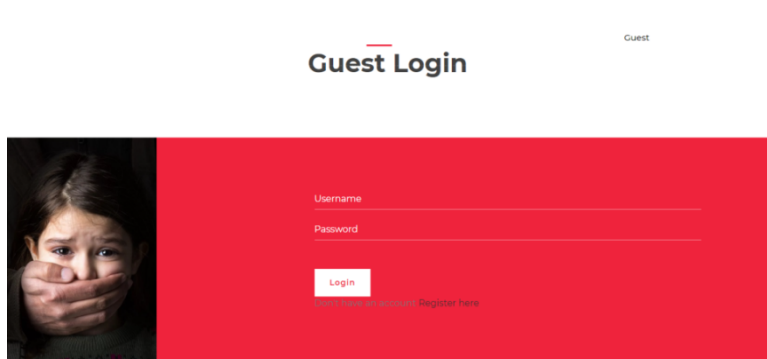 Guest
Guest Login
Username
Password
Login
Don't have an account Register here